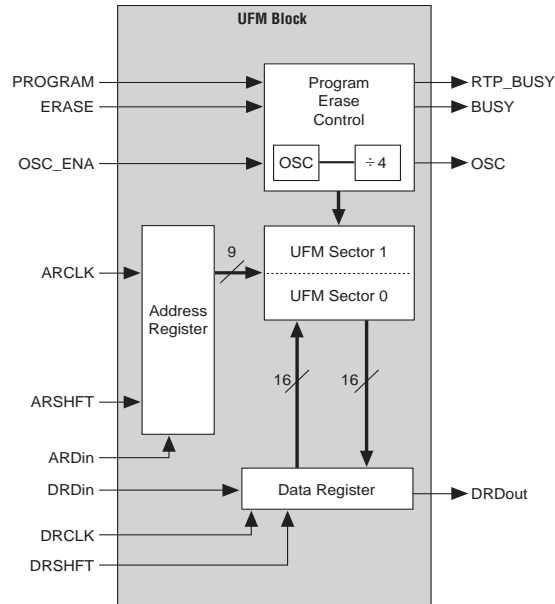 UFM Block
PROGRAM
ERASE
OSC_ENA
Program
Erase
Control
OSC
÷ 4
RTP_BUSY
BUSY
OSC
UFM Sector 1
UFM Sector 0
9
ARCLK
Address
Register
ARSHFT
ARDin
16
16
DRDin
Data Register
DRDout
DRCLK
DRSHFT